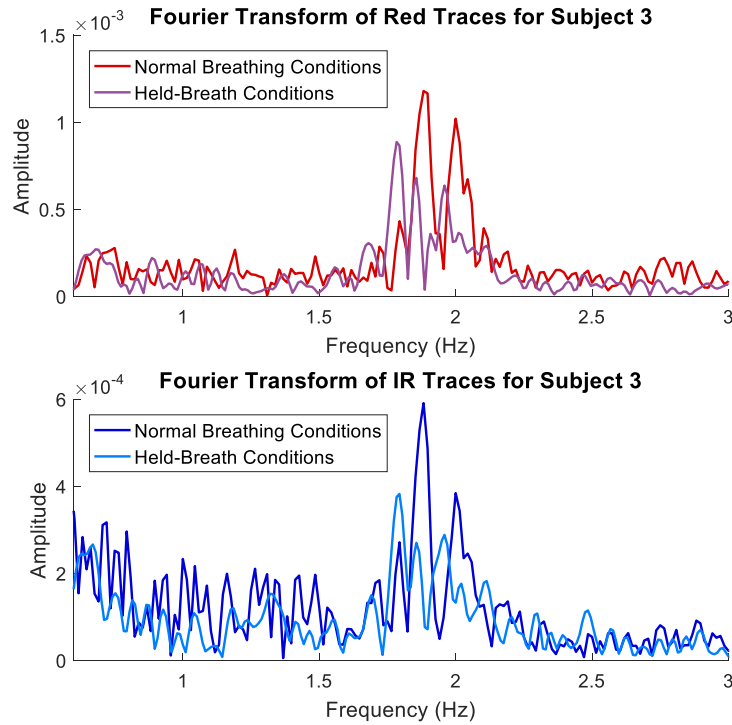 Fourier Transform of Red Traces for Subject 3
×10-3
1.5
1
0.5
0
Amplitude
Normal Breathing Conditions
Held-Breath Conditions
1 1.5 2 2.5 3
Frequency (Hz)
Fourier Transform of IR Traces for Subject 3
×10-4
6
4
2
0
Amplitude
Normal Breathing Conditions
Held-Breath Conditions
1 1.5 2 2.5 3
Frequency (Hz)